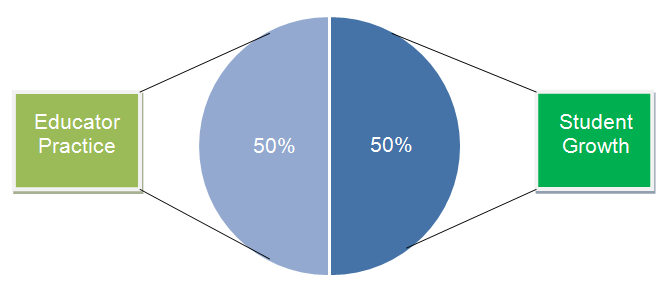 Educator
Practice
50%
50%
Student
Growth